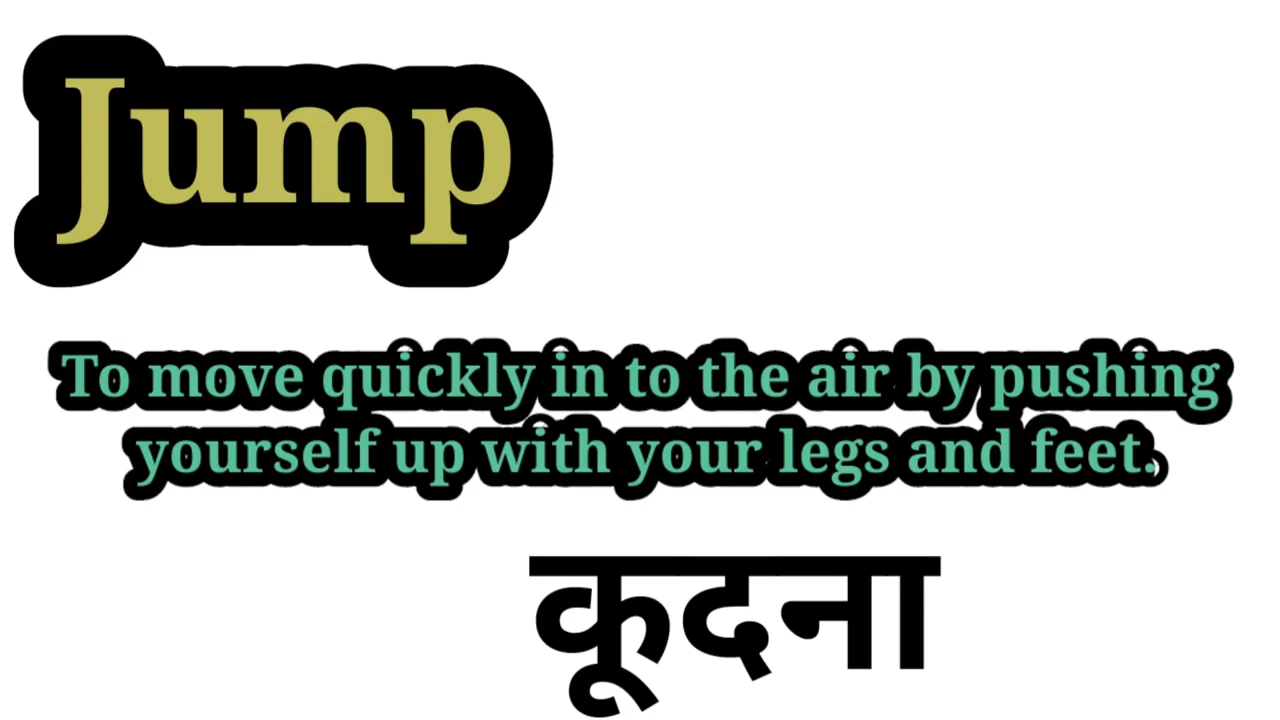 Jump
To move quickly in to the air by pushing
yourself up with your legs and feet.
कूदना